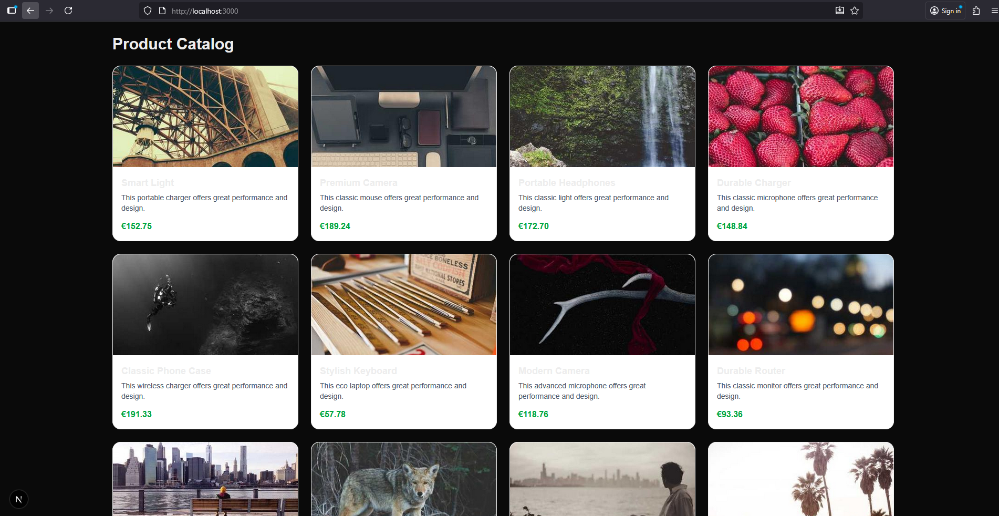 http://localhost:3000
Sign in
Product Catalog
Smart Light
This portable charger offers great performance and
design.
€152.75
Premium Camera
This classic mouse offers great performance and
design.
€189.24
Portable Headphones
This classic light offers great performance and
design.
€172.70
Durable Charger
This classic microphone offers great performance
and design.
€148.84
BONELESS
CODFISH
NATIONAL STORES
Classic Phone Case
This wireless charger offers great performance and
design.
€191.33
Stylish Keyboard
This eco laptop offers great performance and
design.
€57.78
Modern Camera
This advanced microphone offers great
performance and design.
€118.76
Durable Router
This classic monitor offers great performance and
design.
€93.36
N